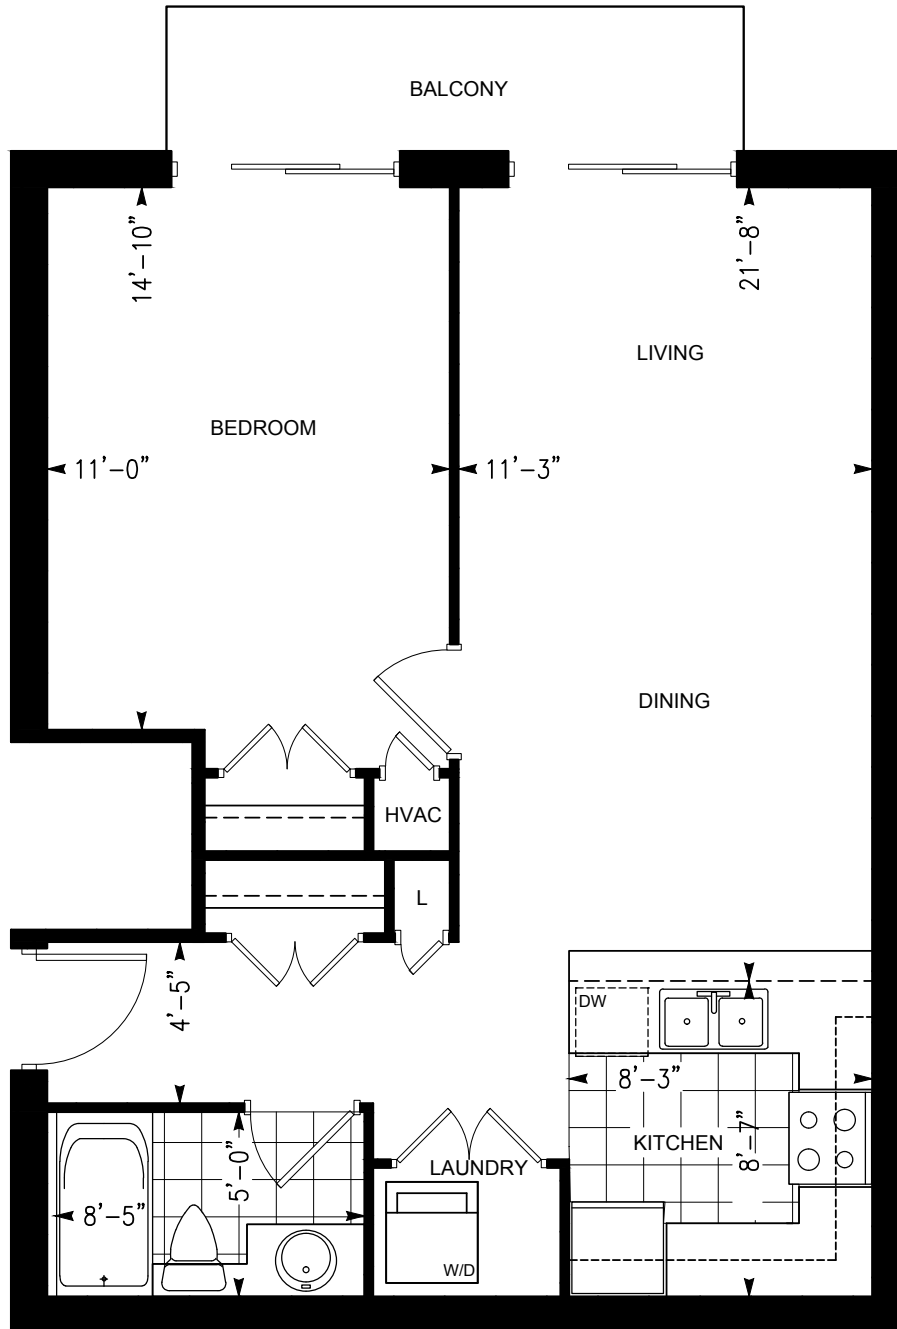 BALCONY
14'-10"
21'-8"
LIVING
BEDROOM
11'-0"
11'-3"
DINING
HVAC
L
4'-5"
DW
8'-3"
KITCHEN
8'-7"
LAUNDRY
5'-0"
8'-5"
W/D